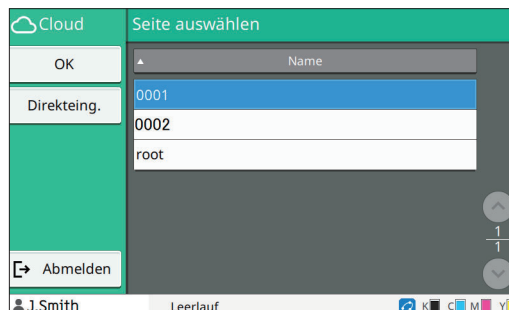 Cloud
Seite auswählen
OK
Direkteing.
Name
0001
0002
root
1
1
Abmelden
J.Smith
Leerlauf
K C M Y